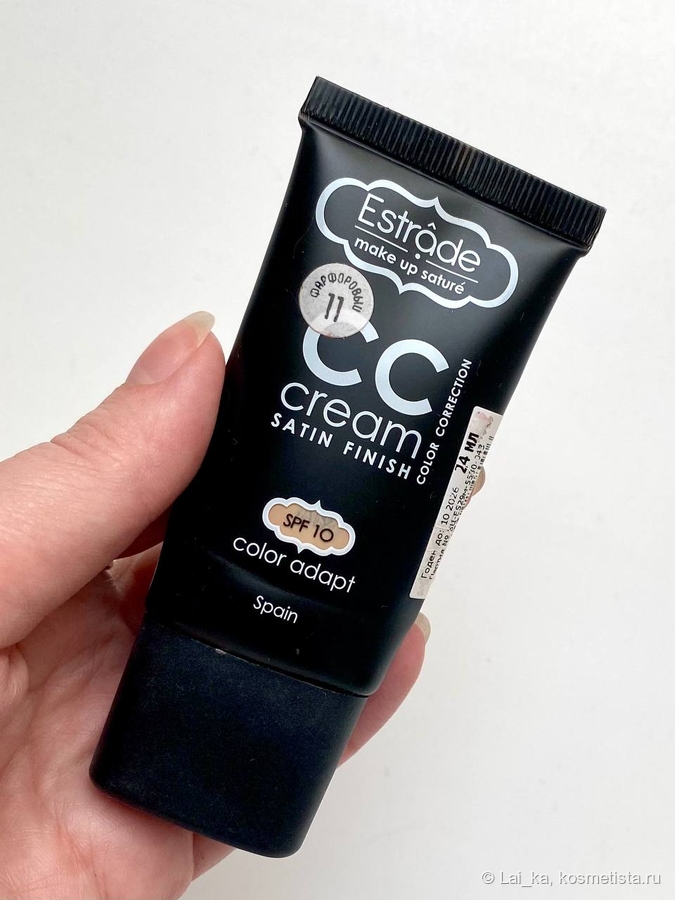 Estrâde
make up saturé
ФАРФОРОВЫЙ
11
CC
cream
SATIN FINISH
COLOR CORRECTION
SPF 10
color adapt
Spain
24 МЛ
Годен до: 10.2026
© Lai_ka, kosmetista.ru